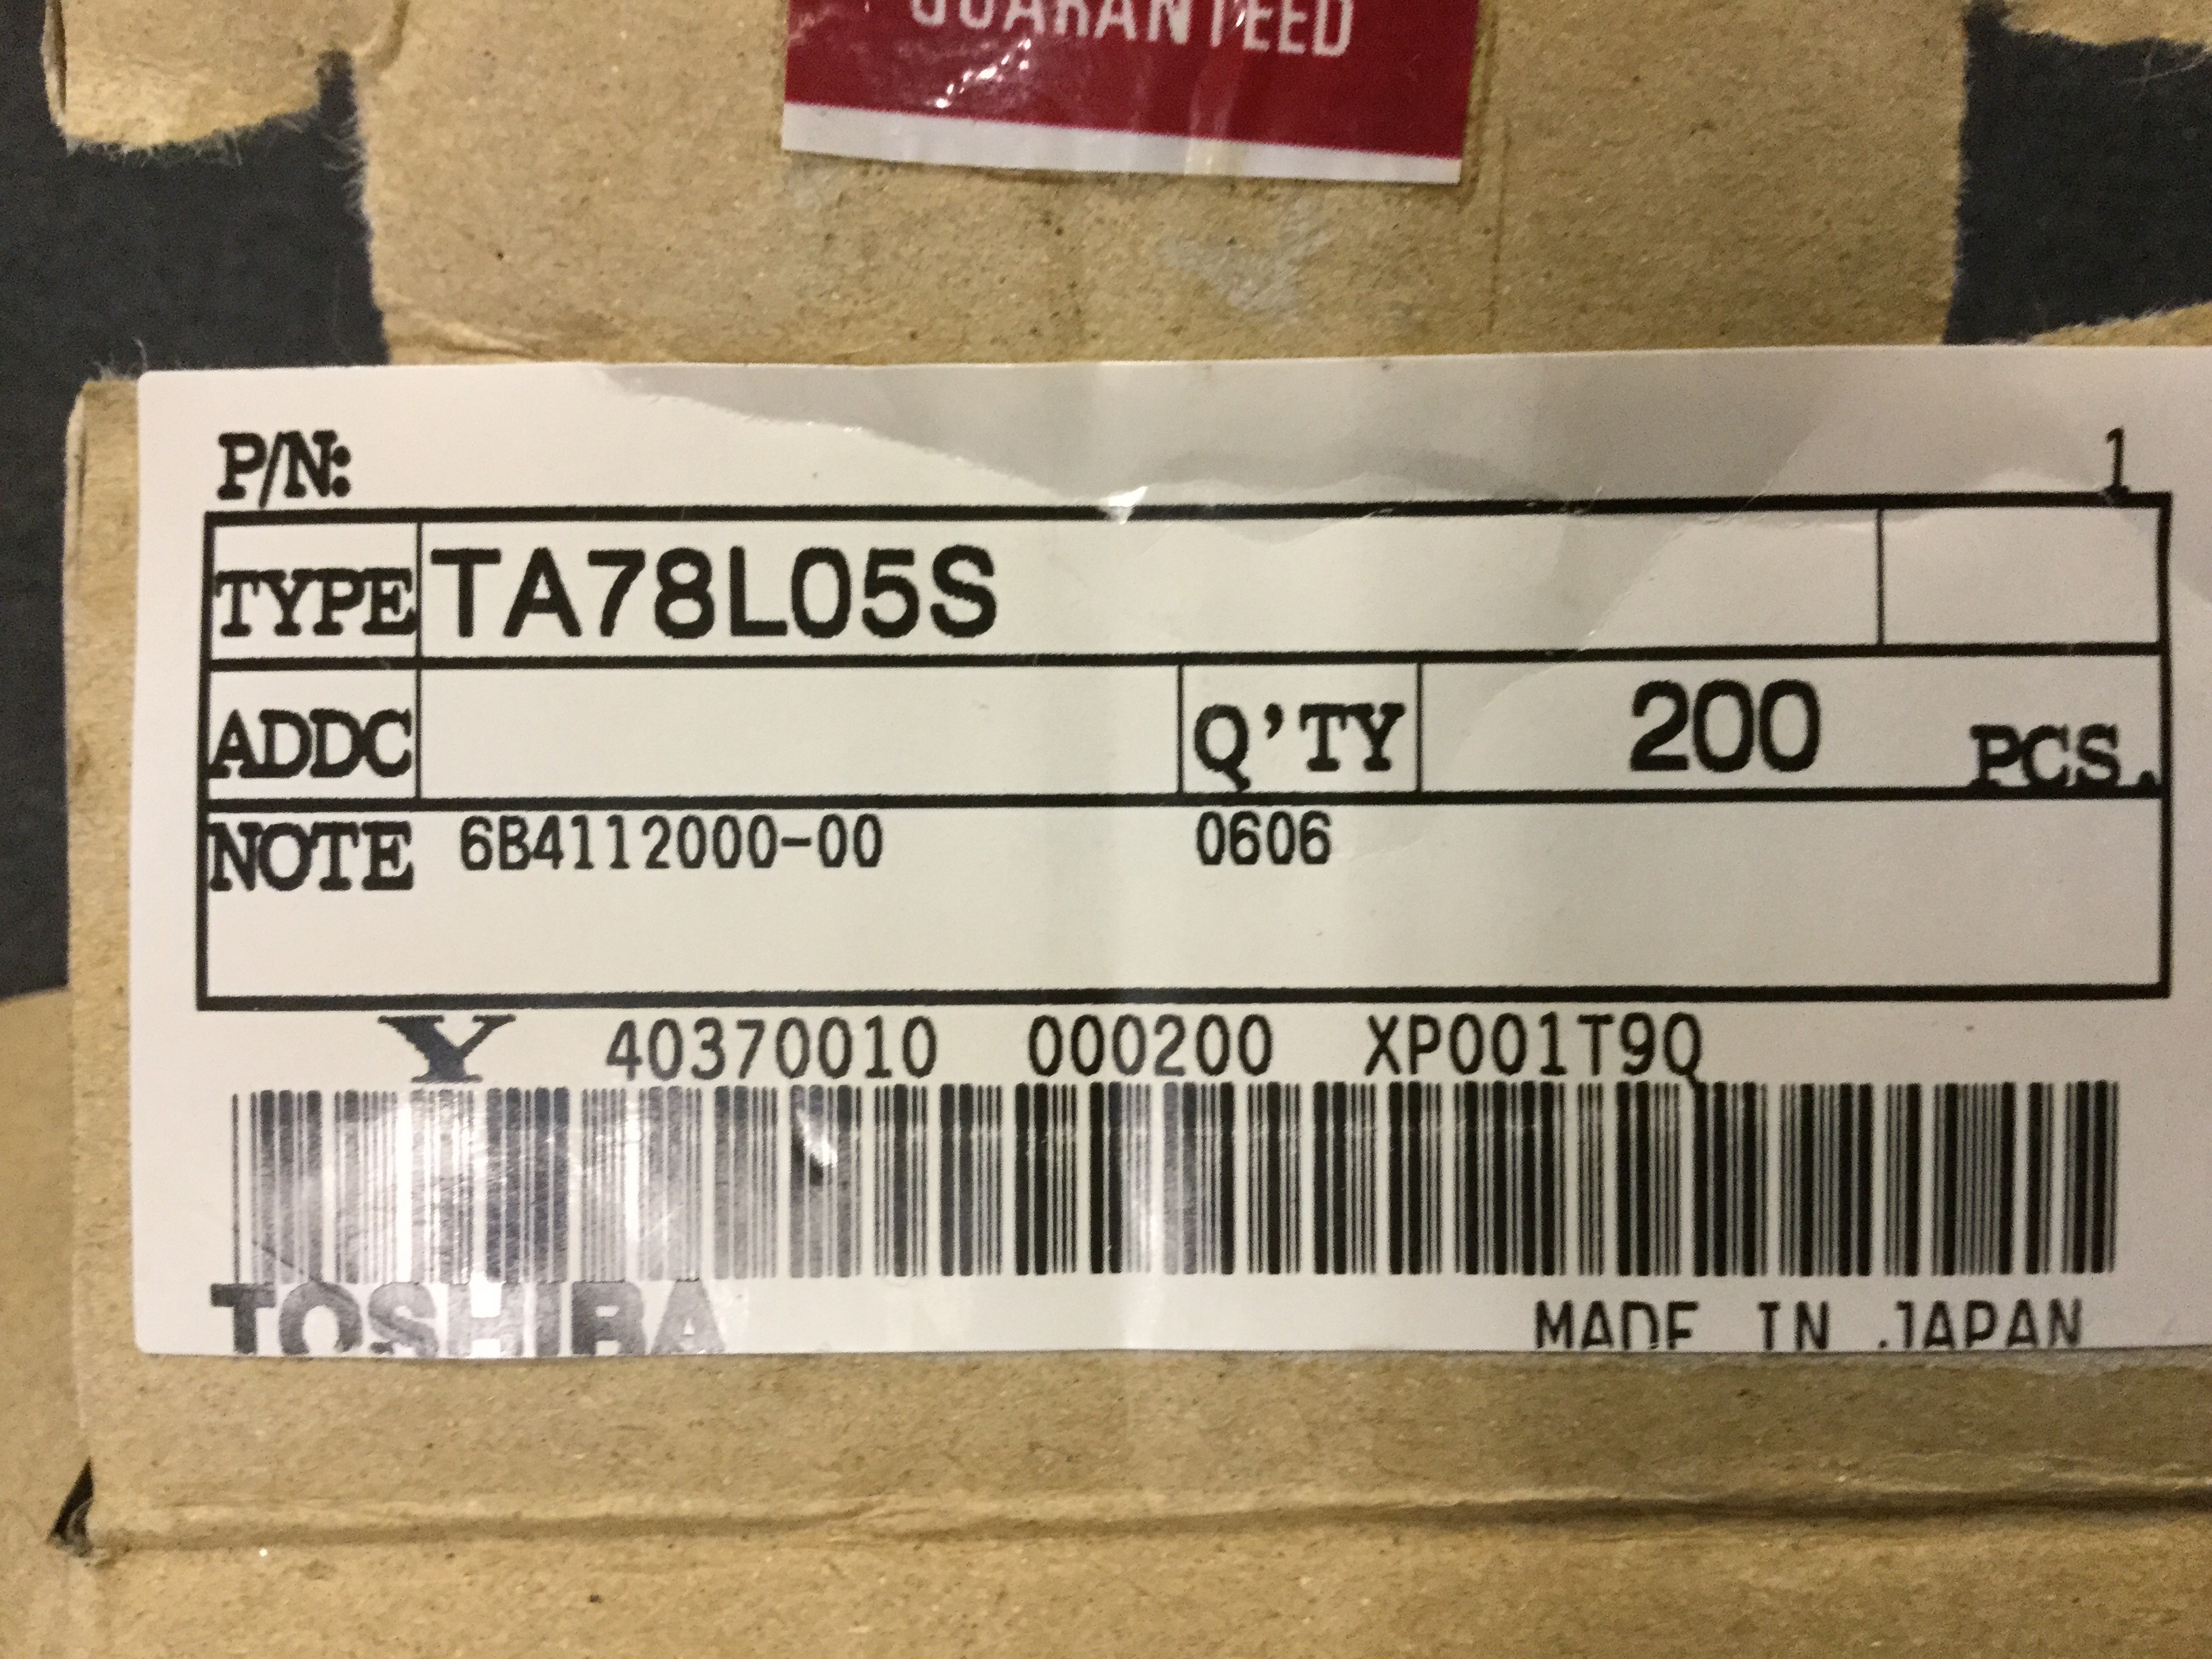 GUARANTEED
P/N:
1
TYPE TA78L05S
ADDC Q'TY 200 PCS.
NOTE 6B4112000-00 0606
Y 40370010 000200 XP001T9Q
TOSHIBA MADE IN JAPAN